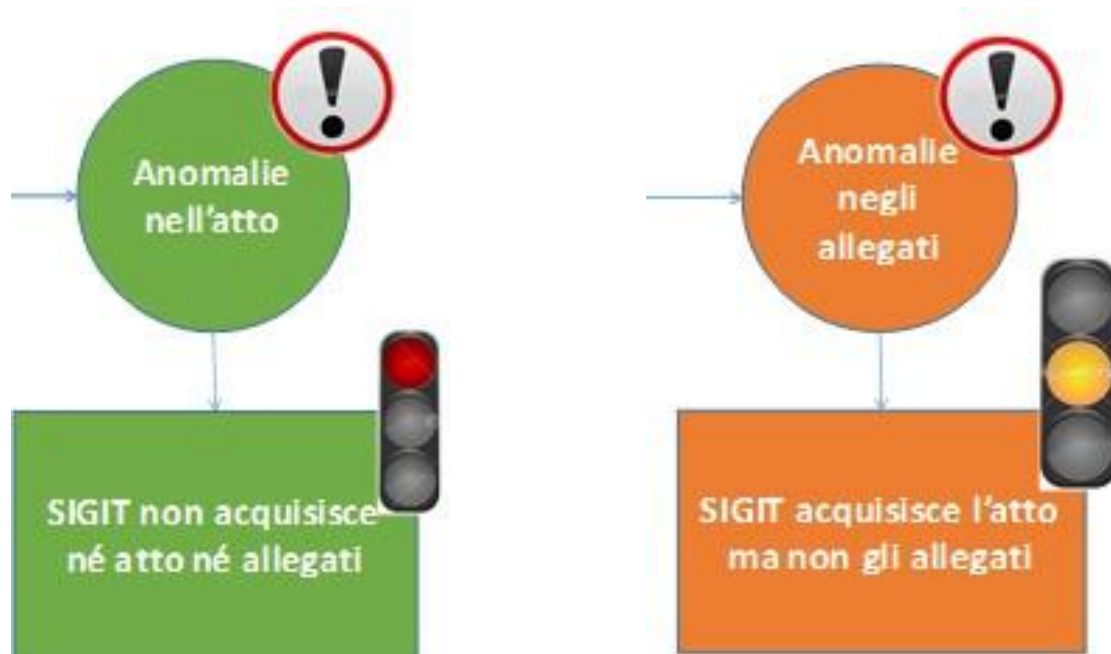 Anomalie
nell'atto
SIGIT non acquisisce
né atto né allegati
Anomalie
negli
allegati
SIGIT acquisisce l'atto
ma non gli allegati